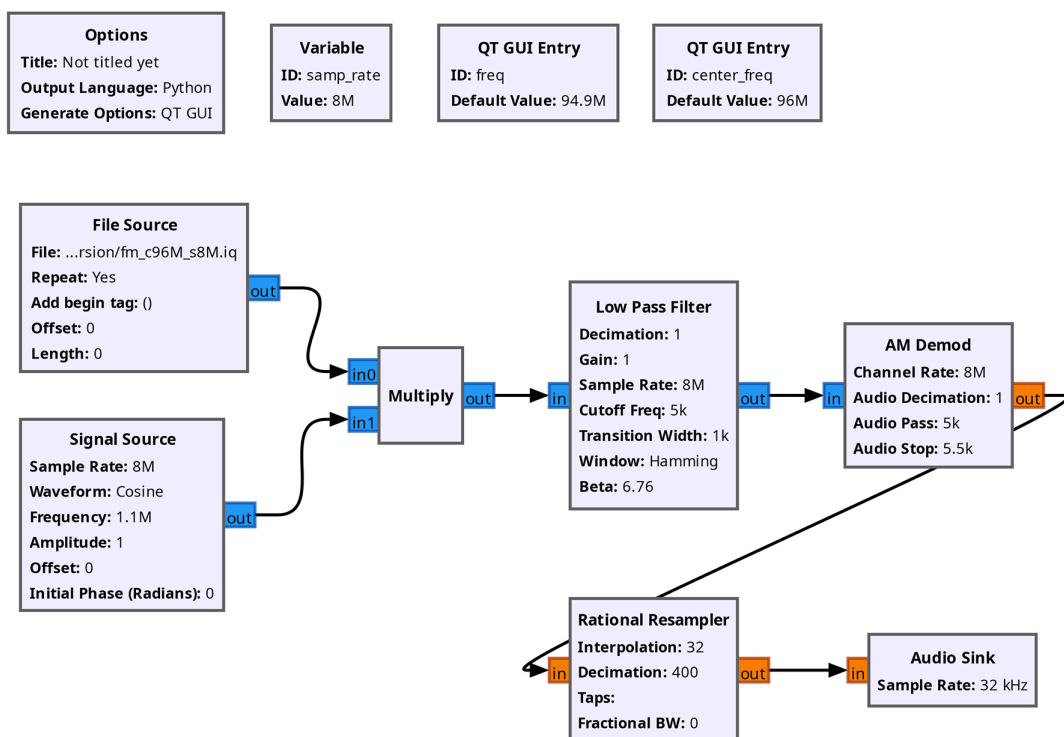 Options
Title: Not titled yet
Output Language: Python
Generate Options: QT GUI
Variable
ID: samp_rate
Value: 8M
QT GUI Entry
ID: freq
Default Value: 94.9M
QT GUI Entry
ID: center_freq
Default Value: 96M
File Source
File: ...rsion/fm_c96M_s8M.iq
Repeat: Yes
Add begin tag: ()
Offset: 0
Length: 0
out
Signal Source
Sample Rate: 8M
Waveform: Cosine
Frequency: 1.1M
Amplitude: 1
Offset: 0
Initial Phase (Radians): 0
out
in0
in1
Multiply
out
in
Low Pass Filter
Decimation: 1
Gain: 1
Sample Rate: 8M
Cutoff Freq: 5k
Transition Width: 1k
Window: Hamming
Beta: 6.76
out
in
AM Demod
Channel Rate: 8M
Audio Decimation: 1
Audio Pass: 5k
Audio Stop: 5.5k
out
in
Rational Resampler
Interpolation: 32
Decimation: 400
Taps:
Fractional BW: 0
out
in
Audio Sink
Sample Rate: 32 kHz